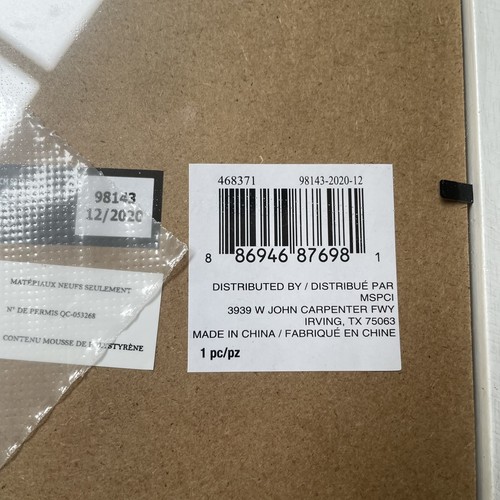 98143
12/2020
MATÉRIAUX NEUFS SEULEMENT
N° DE PERMIS QC-053268
CONTENU MOUSSE DE POLYSTYRÈNE
468371 98143-2020-12
8 86946 87698 1
DISTRIBUTED BY / DISTRIBUÉ PAR
MSPCI
3939 W JOHN CARPENTER FWY
IRVING, TX 75063
MADE IN CHINA / FABRIQUÉ EN CHINE
1 pc/pz